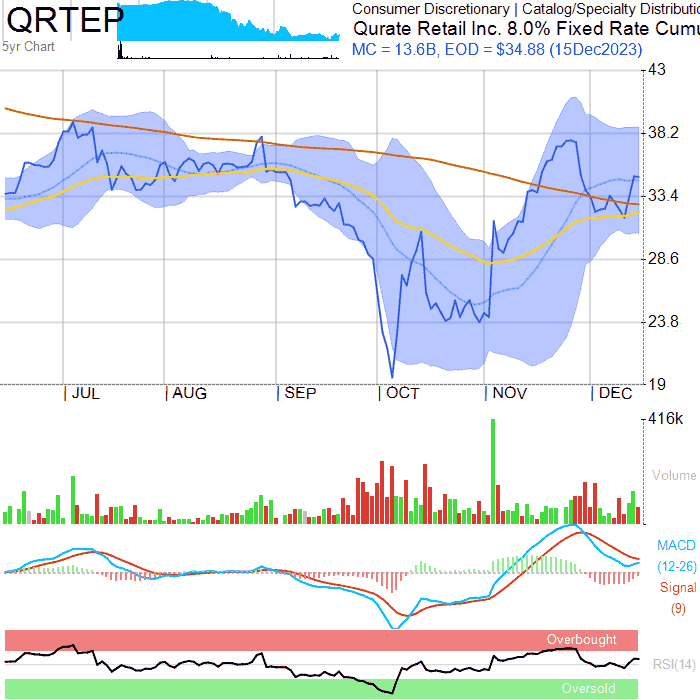 QRTEP
5yr Chart
Consumer Discretionary | Catalog/Specialty Distributio
Qurate Retail Inc. 8.0% Fixed Rate Cumu
MC = 13.6B, EOD = $34.88 (15Dec2023)
43
38.2
33.4
28.6
23.8
19
| JUL | AUG | SEP | OCT | NOV | DEC
416k
Volume
MACD
(12-26)
Signal
(9)
Overbought
RSI(14)
Oversold